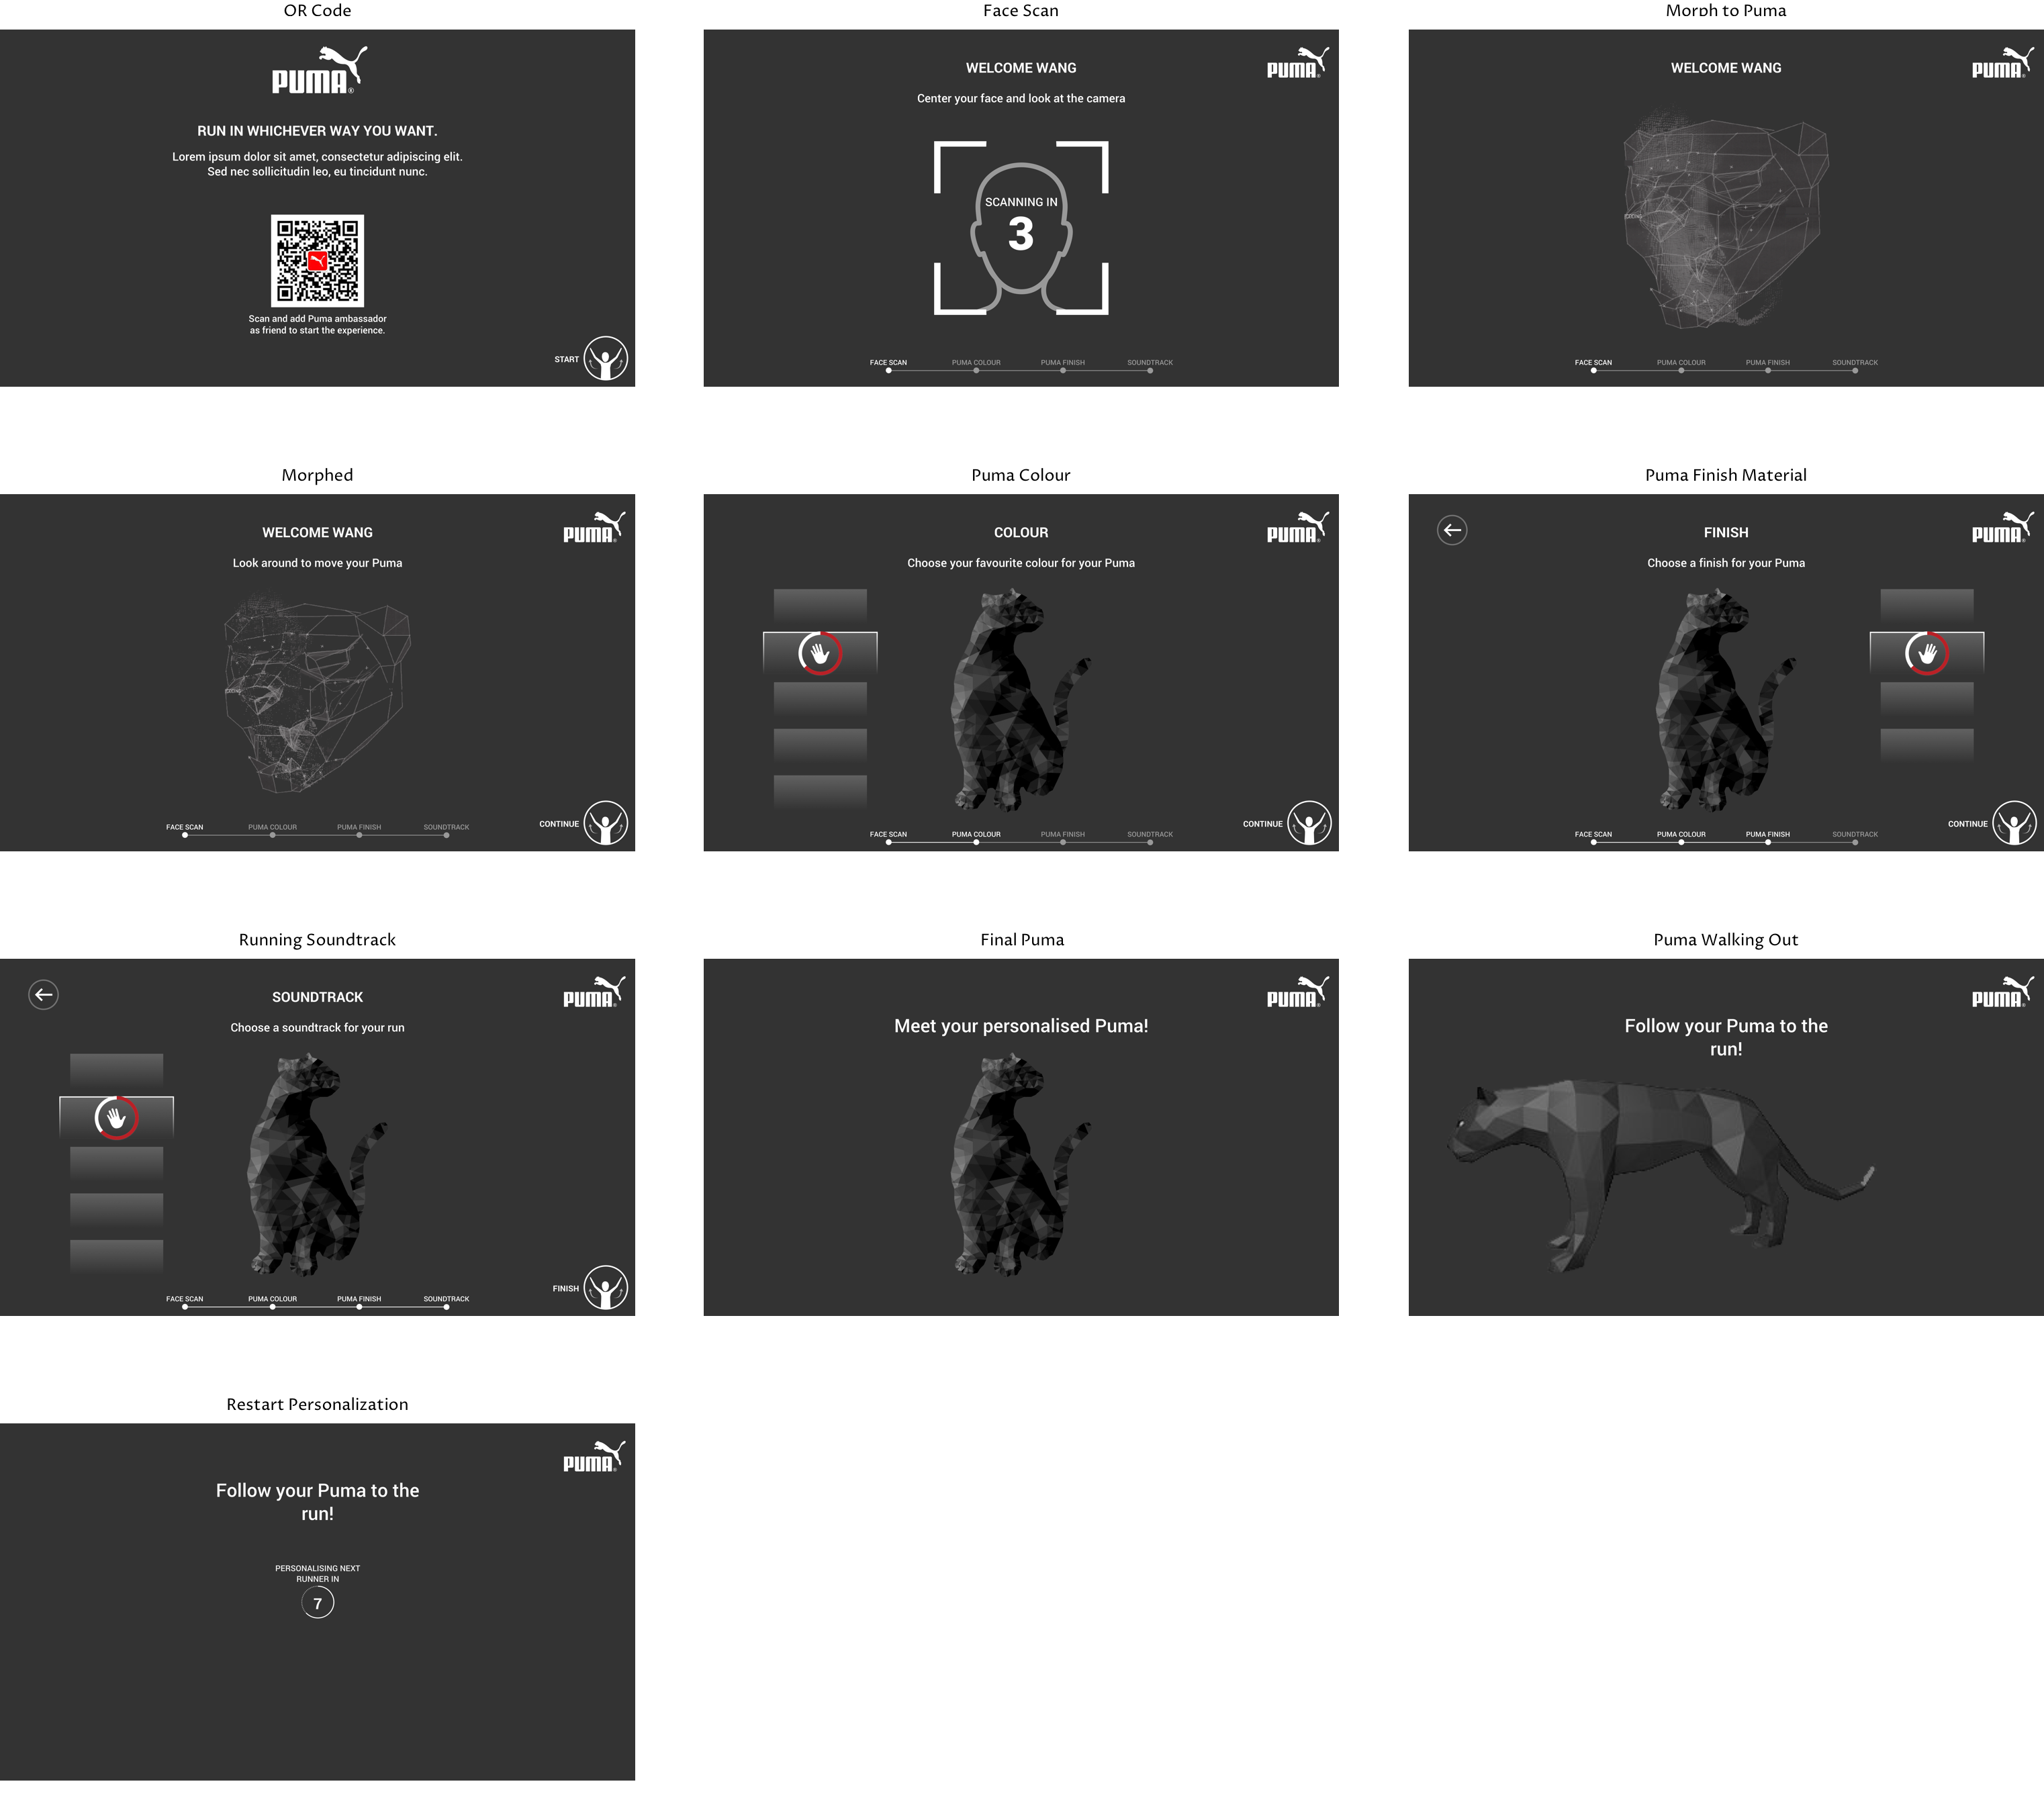 QR Code
PUMA
RUN IN WHICHEVER WAY YOU WANT.
Lorem ipsum dolor sit amet, consectetur adipiscing elit.
Sed nec sollicitudin leo, eu tincidunt nunc.
Scan and add Puma ambassador
as friend to start the experience.
START
Face Scan
WELCOME WANG
PUMA
Center your face and look at the camera
SCANNING IN
3
FACE SCAN PUMA COLOUR PUMA FINISH SOUNDTRACK
Morph to Puma
WELCOME WANG
PUMA
FACE SCAN PUMA COLOUR PUMA FINISH SOUNDTRACK
Morphed
WELCOME WANG
PUMA
Look around to move your Puma
CONTINUE
FACE SCAN PUMA COLOUR PUMA FINISH SOUNDTRACK
Puma Colour
COLOUR
PUMA
Choose your favourite colour for your Puma
CONTINUE
FACE SCAN PUMA COLOUR PUMA FINISH SOUNDTRACK
Puma Finish Material
FINISH
PUMA
Choose a finish for your Puma
CONTINUE
FACE SCAN PUMA COLOUR PUMA FINISH SOUNDTRACK
Running Soundtrack
SOUNDTRACK
PUMA
Choose a soundtrack for your run
FINISH
FACE SCAN PUMA COLOUR PUMA FINISH SOUNDTRACK
Final Puma
PUMA
Meet your personalised Puma!
Puma Walking Out
PUMA
Follow your Puma to the
run!
Restart Personalization
PUMA
Follow your Puma to the
run!
PERSONALISING NEXT
RUNNER IN
7